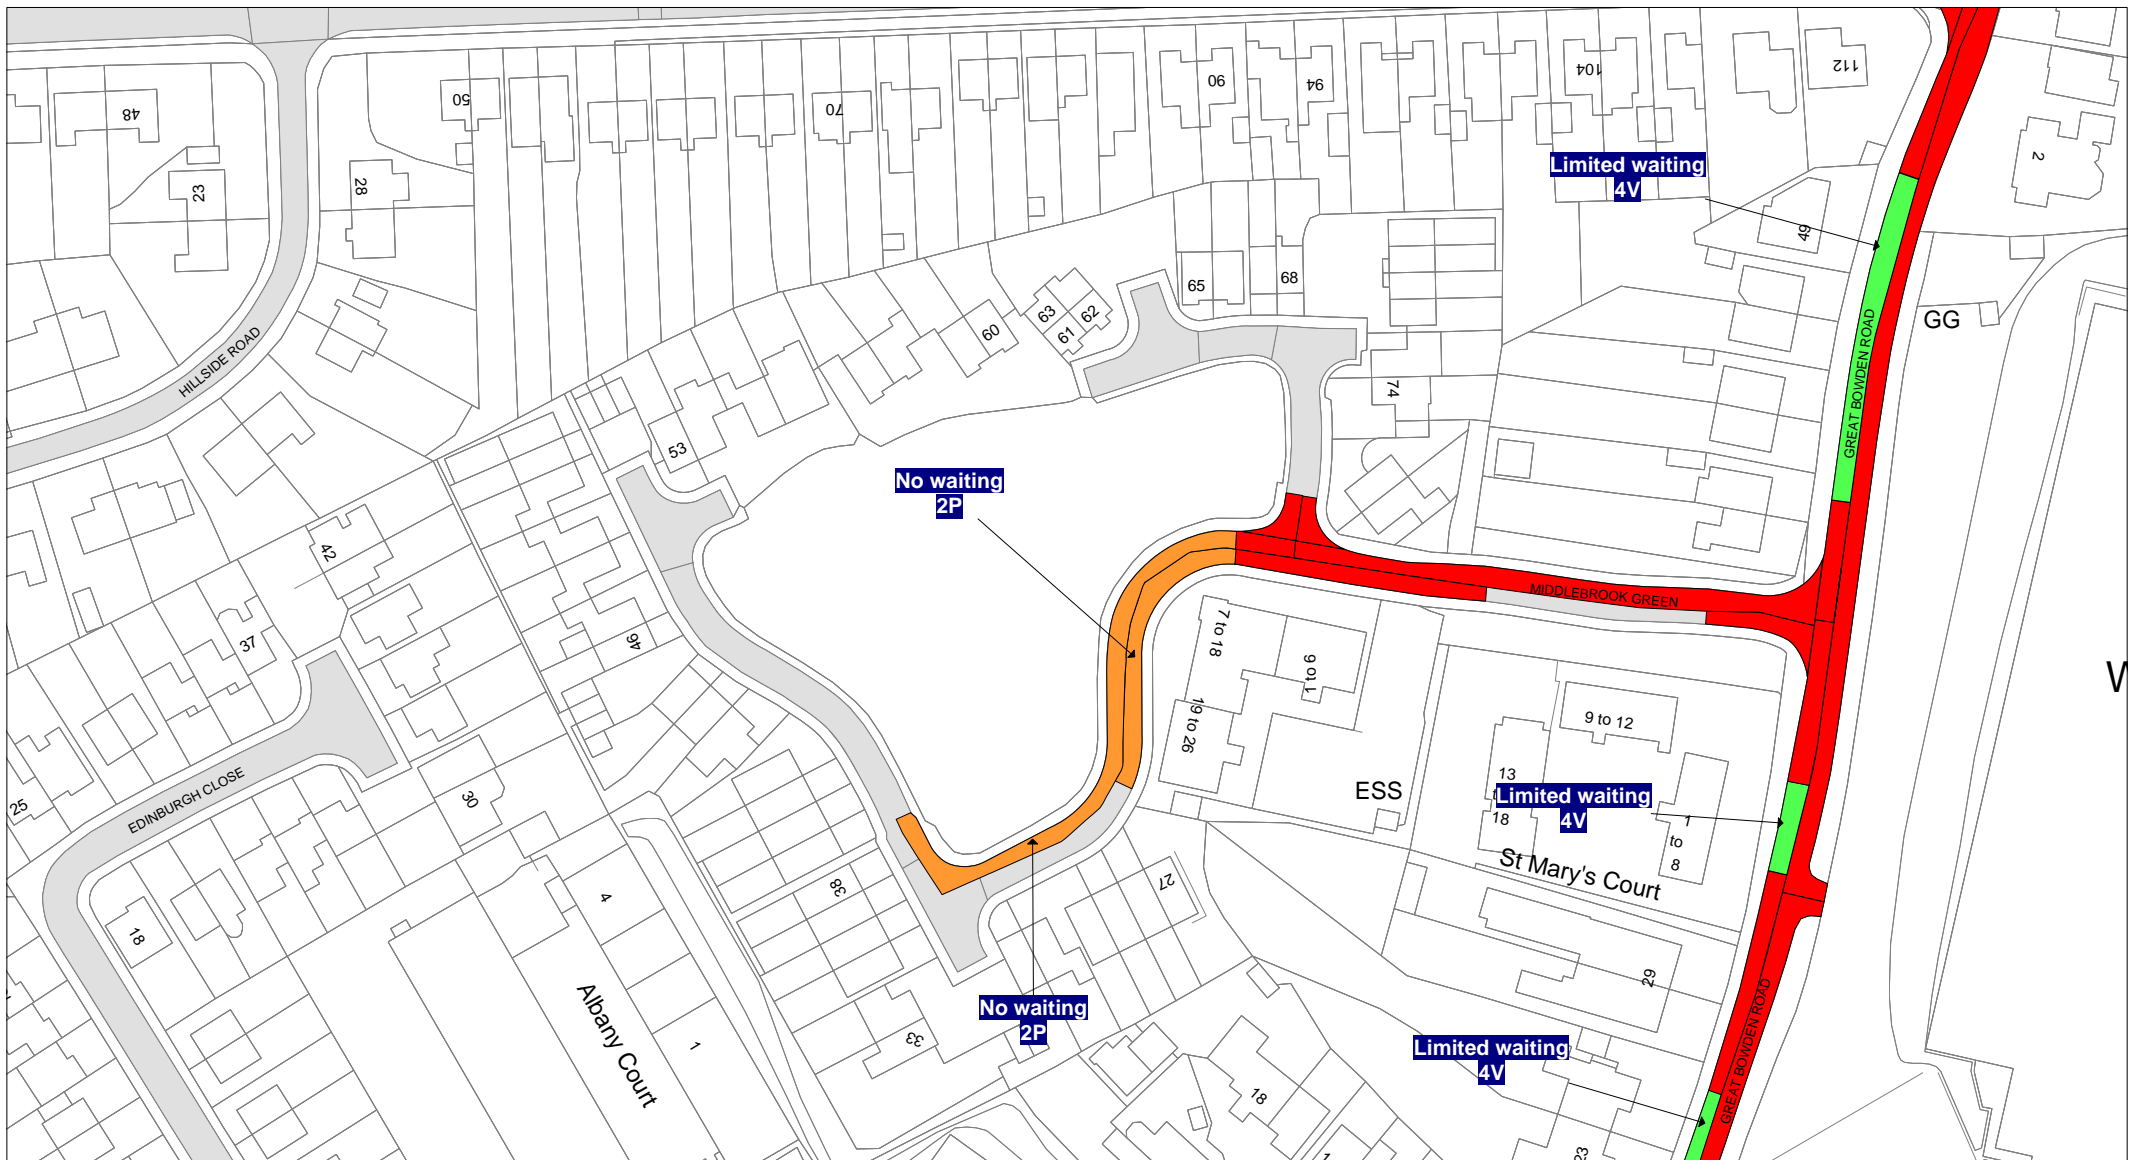 48
50
70
90
94
104
112
23
28
2
Limited waiting
4V
49
HILLSIDE ROAD
65
68
63
62
61
60
GG
GREAT BOWDEN ROAD
74
53
No waiting
2P
42
37
46
MIDDLEBROOK GREEN
7 to 18
1 to 6
19 to 26
9 to 12
W
EDINBURGH CLOSE
25
30
ESS
13
18
Limited waiting
4V
1
to
8
St Mary's Court
38
27
4
18
29
Albany Court
1
33
No waiting
2P
GREAT BOWDEN ROAD
Limited waiting
4V
18
23